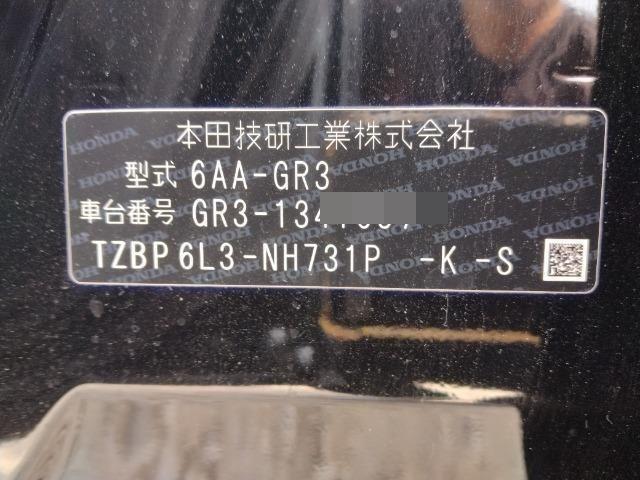 本田技研工業株式会社
型式 6AA-GR3
車台番号 GR3-134
TZBP 6L3-NH731P -K -S